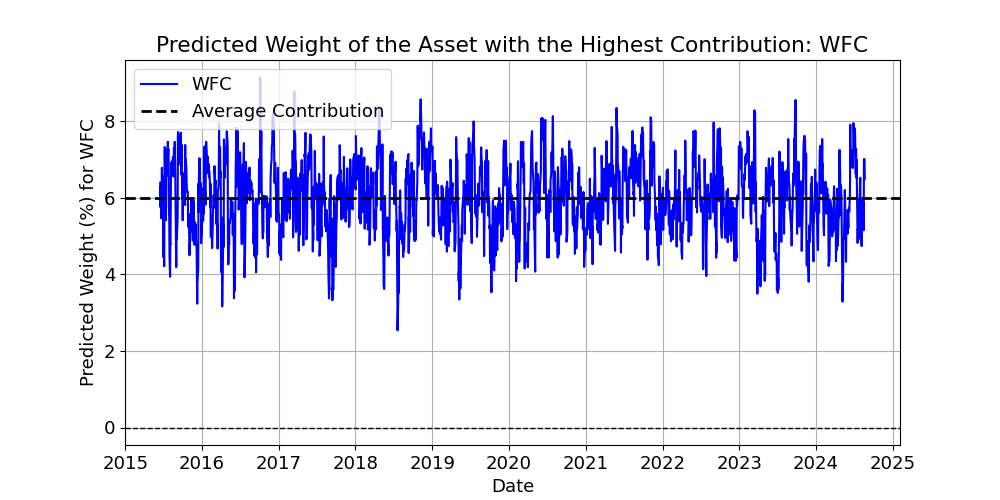 Predicted Weight of the Asset with the Highest Contribution: WFC
WFC
Average Contribution
Predicted Weight (%) for WFC
8
6
4
2
0
2015 2016 2017 2018 2019 2020 2021 2022 2023 2024 2025
Date